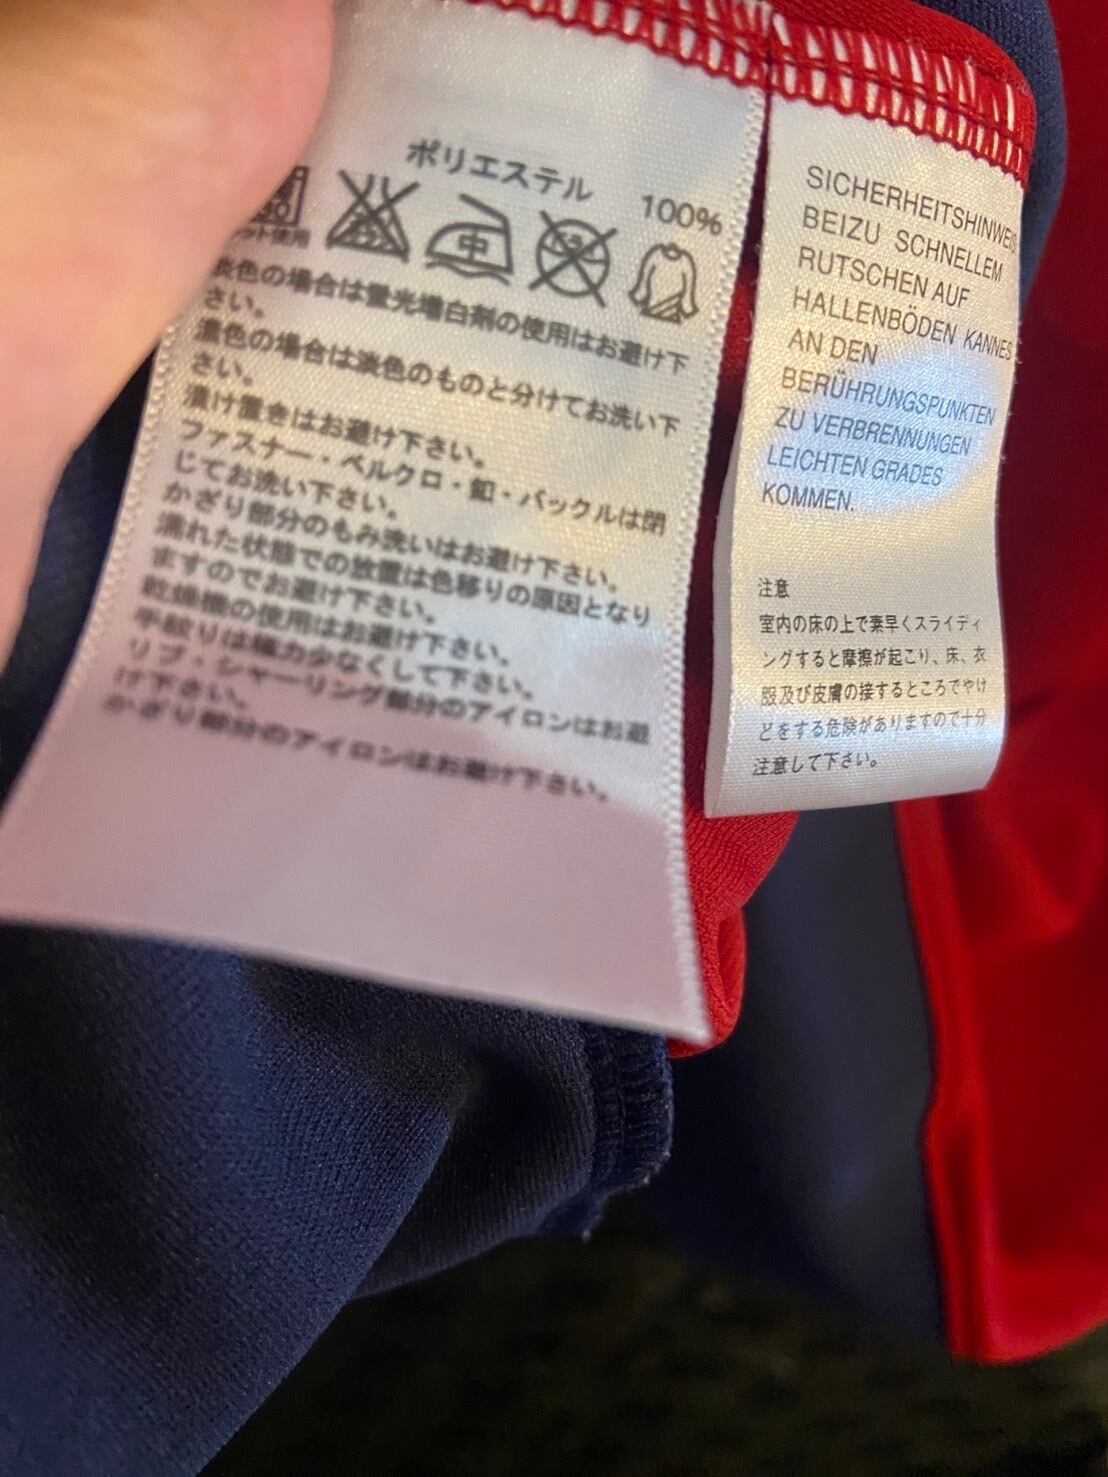 ポリエステル 100%
30
ネット使用
中
淡色の場合は蛍光増白剤の使用はお避け下
さい。
濃色の場合は淡色のものと分けてお洗い下
さい。
漬け置きはお避け下さい。
ファスナー・ベルクロ・釦・バックルは閉
じてお洗い下さい。
かざり部分のもみ洗いはお避け下さい。
濡れた状態での放置は色移りの原因となり
ますのでお避け下さい。
乾燥機の使用はお避け下さい。
手絞りは極力少なくして下さい。
リブ・シャーリング部分のアイロンはお避
け下さい。
かざり部分のアイロンはお避け下さい。
SICHERHEITSHINWEIS
BEIZU SCHNELLEM
RUTSCHEN AUF
HALLENBÖDEN KANNES
AN DEN
BERÜHRUNGSPUNKTEN
ZU VERBRENNUNGEN
LEICHTEN GRADES
KOMMEN.
注意
室内の床の上で素早くスライディ
ングすると摩擦が起こり、床、衣
服及び皮膚の接するところでやけ
どをする危険がありますので十分
注意して下さい。